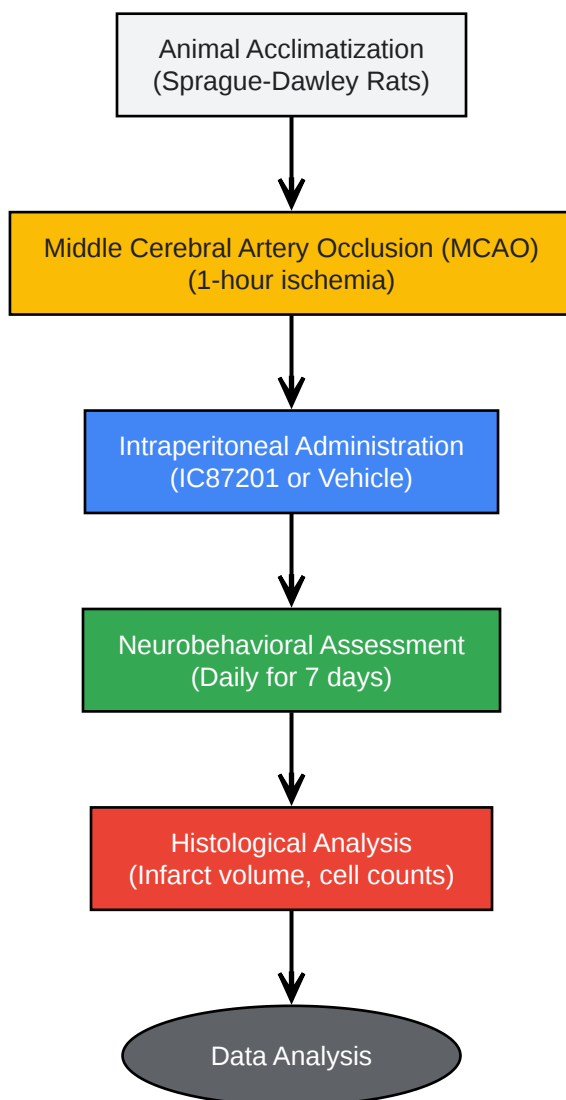 Animal Acclimatization
(Sprague-Dawley Rats)
Middle Cerebral Artery Occlusion (MCAO)
(1-hour ischemia)
Intraperitoneal Administration
(IC87201 or Vehicle)
Neurobehavioral Assessment
(Daily for 7 days)
Histological Analysis
(Infarct volume, cell counts)
Data Analysis